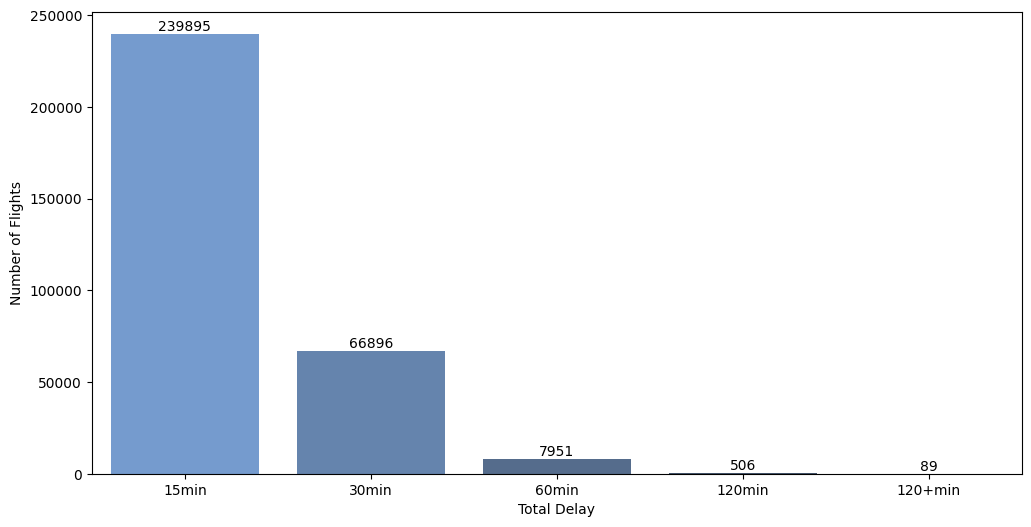 250000
200000
150000
100000
50000
0
Number of Flights
239895
66896
7951
506
89
15min
30min
60min
120min
120+min
Total Delay